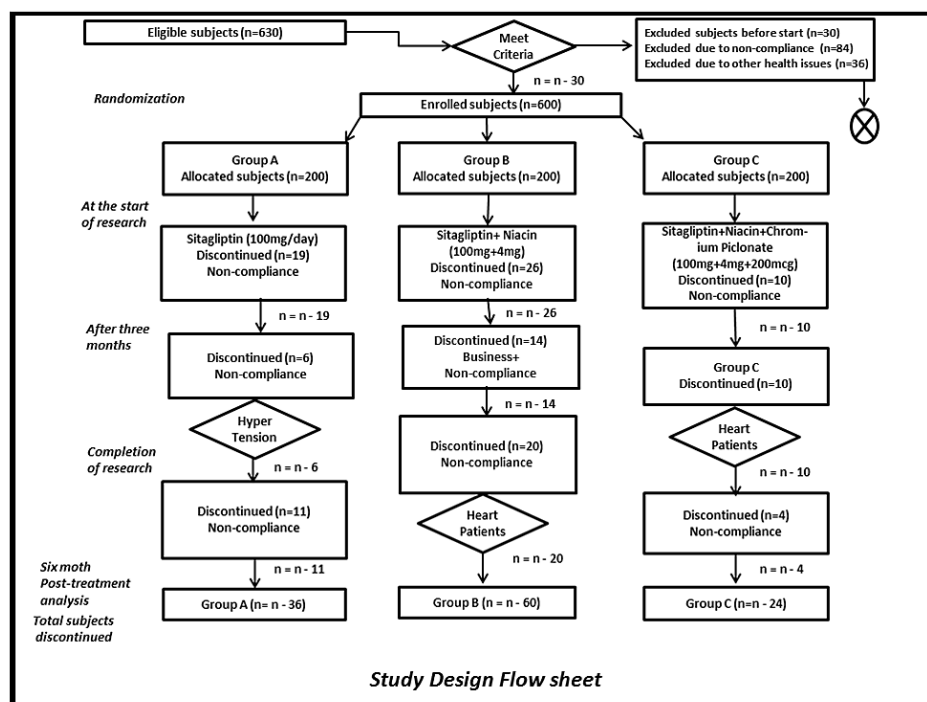 Eligible subjects (n=630)
Meet
Criteria
Excluded subjects before start (n=30)
Excluded due to non-compliance (n=84)
Excluded due to other health issues (n=36)
n = n - 30
Randomization
Enrolled subjects (n=600)
Group A
Allocated subjects (n=200)
Group B
Allocated subjects (n=200)
Group C
Allocated subjects (n=200)
At the start
of research
Sitagliptin (100mg/day)
Discontinued (n=19)
Non-compliance
Sitagliptin+ Niacin
(100mg+4mg)
Discontinued (n=26)
Non-compliance
Sitagliptin+Niacin+Chrom-
ium Piclonate
(100mg+4mg+200mcg)
Discontinued (n=10)
Non-compliance
n = n - 19
n = n - 26
n = n - 10
After three
months
Discontinued (n=6)
Non-compliance
Discontinued (n=14)
Business+
Non-compliance
Group C
Discontinued (n=10)
Hyper
Tension
n = n - 14
Heart
Patients
Completion
of research
n = n - 6
Discontinued (n=20)
Non-compliance
n = n - 10
Discontinued (n=11)
Non-compliance
Heart
Patients
Discontinued (n=4)
Non-compliance
n = n - 11
n = n - 20
n = n - 4
Six moth
Post-treatment
analysis
Group A (n= n - 36)
Group B (n = n - 60)
Group C (n=n - 24)
Total subjects
discontinued
Study Design Flow sheet